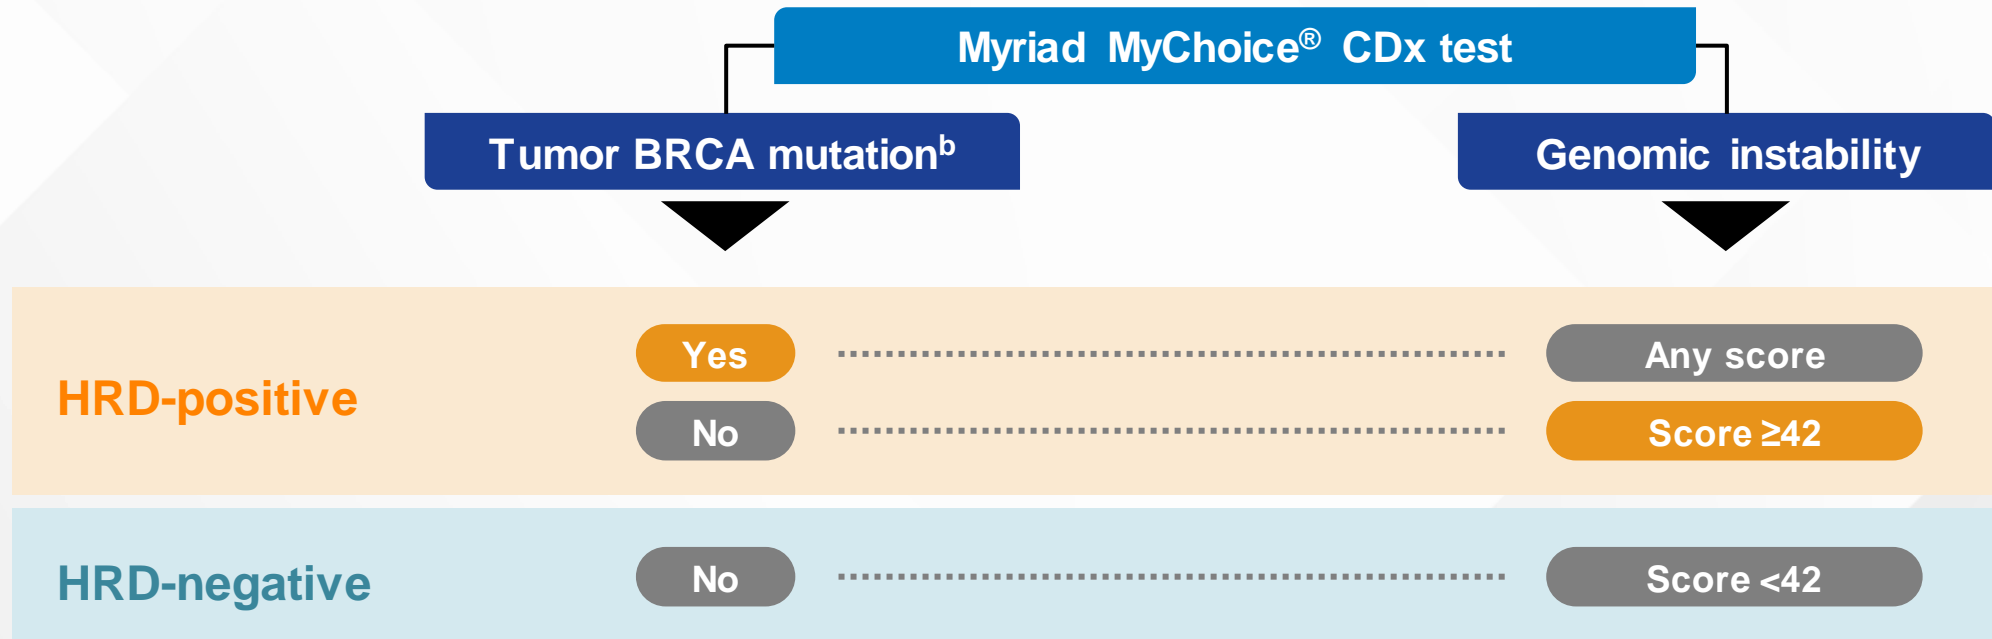 Myriad MyChoice® CDx test
Tumor BRCA mutationᵇ
Genomic instability
HRD-positive
Yes
Any score
No
Score ≥42
HRD-negative
No
Score <42